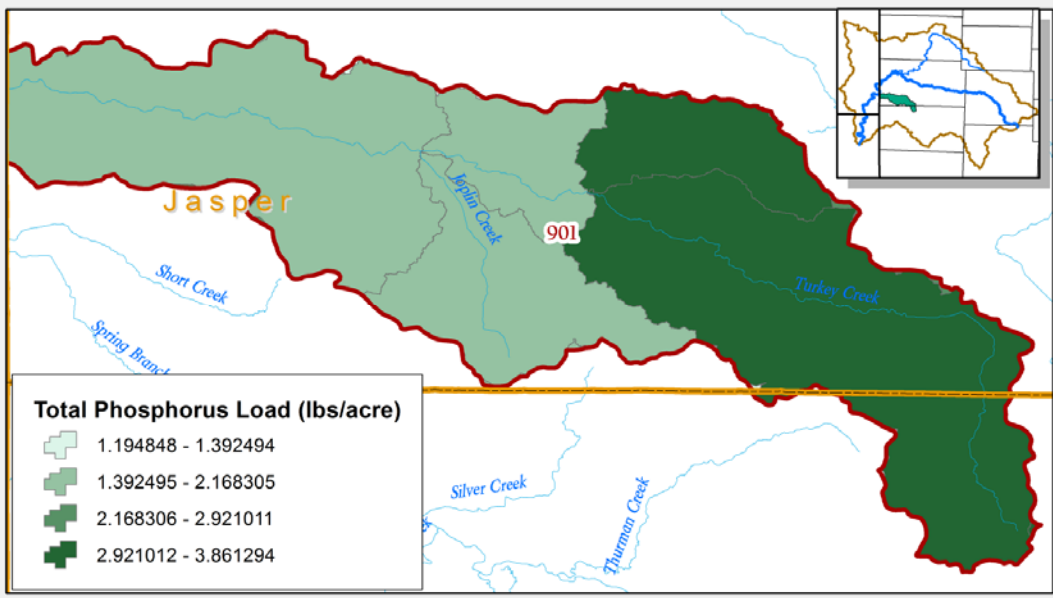 Joplin Creek
Jasper
901
Short Creek
Turkey Creek
Spring Branch
Total Phosphorus Load (lbs/acre)
1.194848 - 1.392494
1.392495 - 2.168305
2.168306 - 2.921011
2.921012 - 3.861294
Silver Creek
Thurman Creek